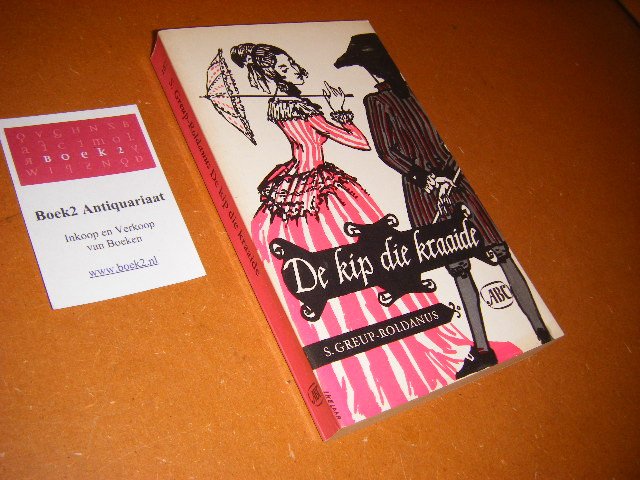 BOEK2
Boek2 Antiquariaat
Inkoop en Verkoop
van Boeken
www.boek2.nl
S. Greup-Roldanus De kip die kraaide
De kip die kraaide
S. GREUP-ROLDANUS
ABC